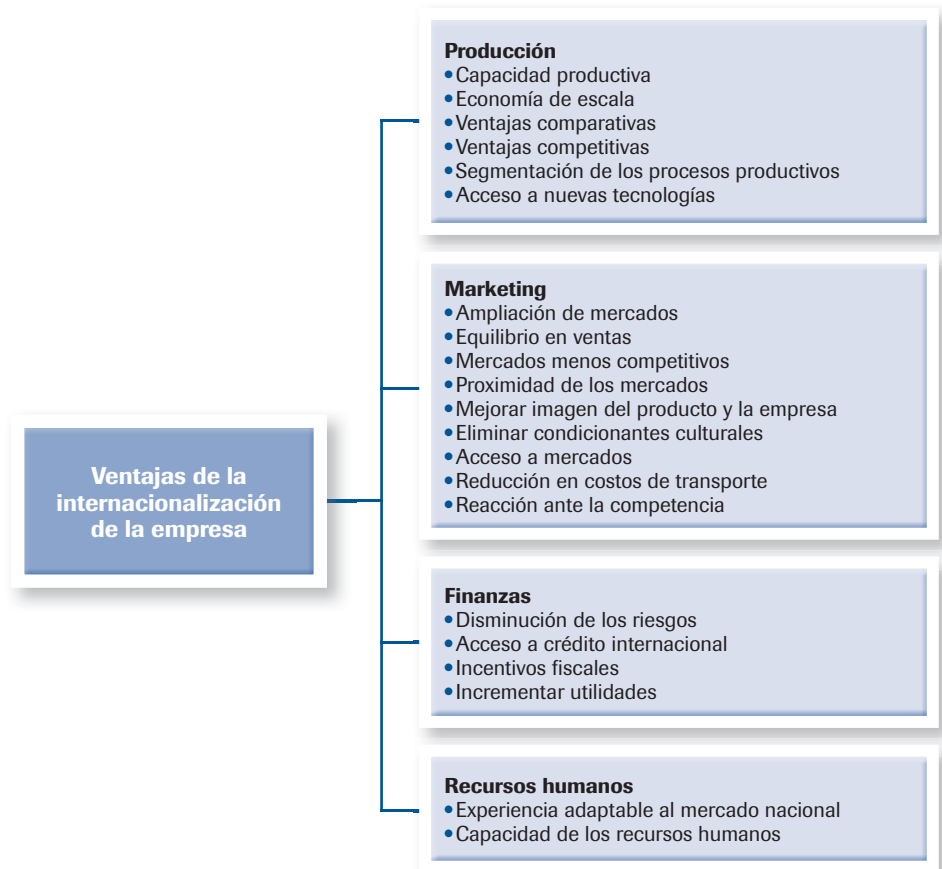 Ventajas de la
internacionalización
de la empresa
Producción
•Capacidad productiva
•Economía de escala
•Ventajas comparativas
•Ventajas competitivas
•Segmentación de los procesos productivos
•Acceso a nuevas tecnologías
Marketing
•Ampliación de mercados
•Equilibrio en ventas
•Mercados menos competitivos
•Proximidad de los mercados
•Mejorar imagen del producto y la empresa
•Eliminar condicionantes culturales
•Acceso a mercados
•Reducción en costos de transporte
•Reacción ante la competencia
Finanzas
•Disminución de los riesgos
•Acceso a crédito internacional
•Incentivos fiscales
•Incrementar utilidades
Recursos humanos
•Experiencia adaptable al mercado nacional
•Capacidad de los recursos humanos